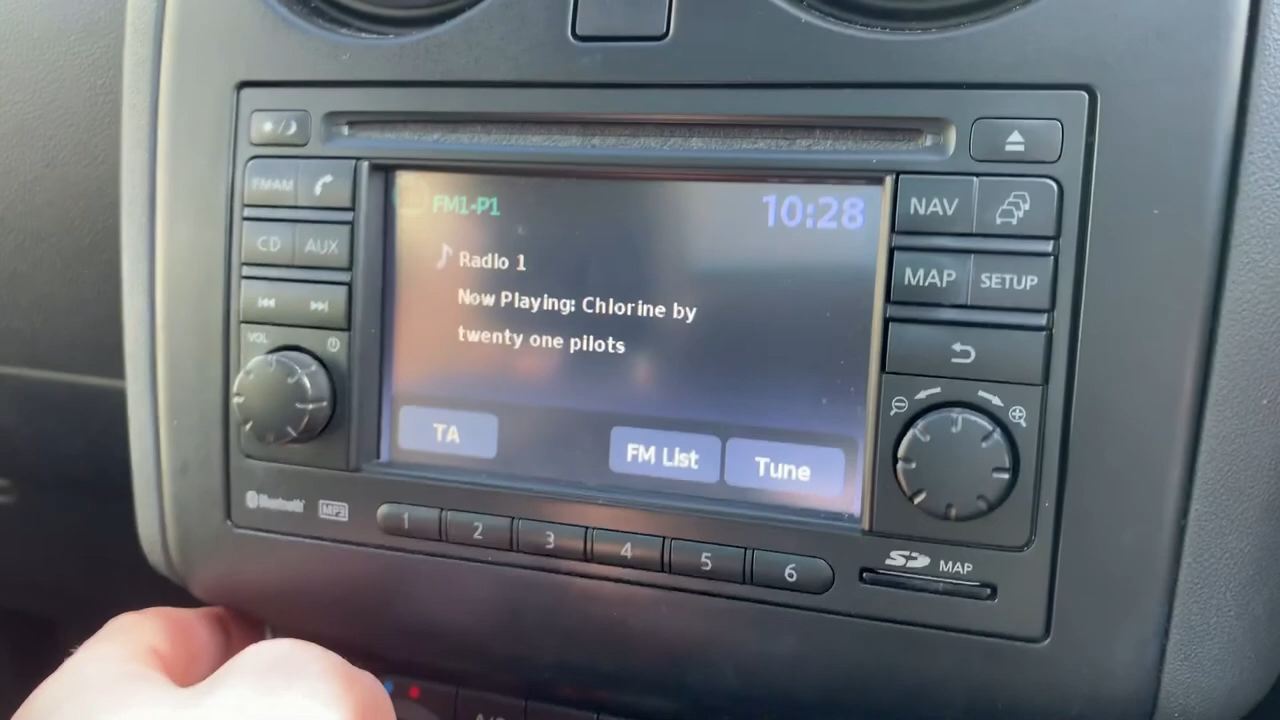 FM·AM
CD AUX
VOL
FM1-P1
10:28
Radio 1
Now Playing: Chlorine by
twenty one pilots
TA
FM List
Tune
NAV
MAP SETUP
Bluetooth
MP3
1 2 3 4 5 6
SD MAP
A/C